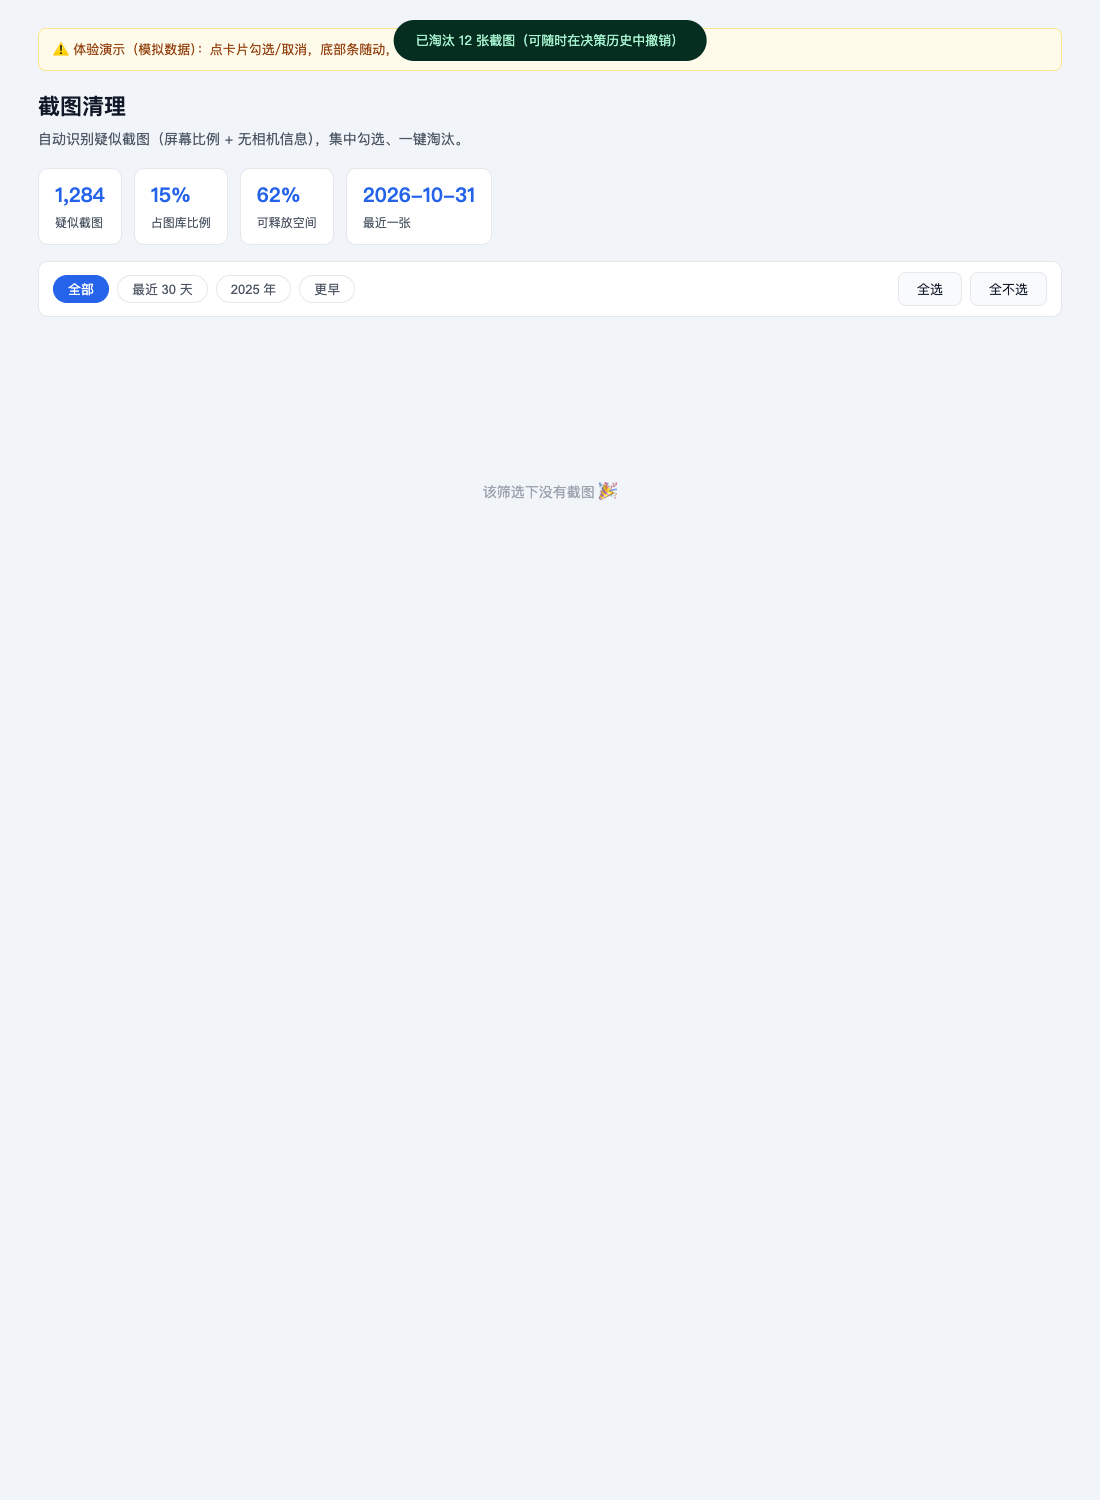 ⚠️ 体验演示（模拟数据）：点卡片勾选/取消，底部条随动，
已淘汰 12 张截图（可随时在决策历史中撤销）
截图清理
自动识别疑似截图（屏幕比例 + 无相机信息），集中勾选、一键淘汰。
1,284
疑似截图
15%
占图库比例
62%
可释放空间
2026-10-31
最近一张
全部
最近 30 天
2025 年
更早
全选
全不选
该筛选下没有截图 🎉